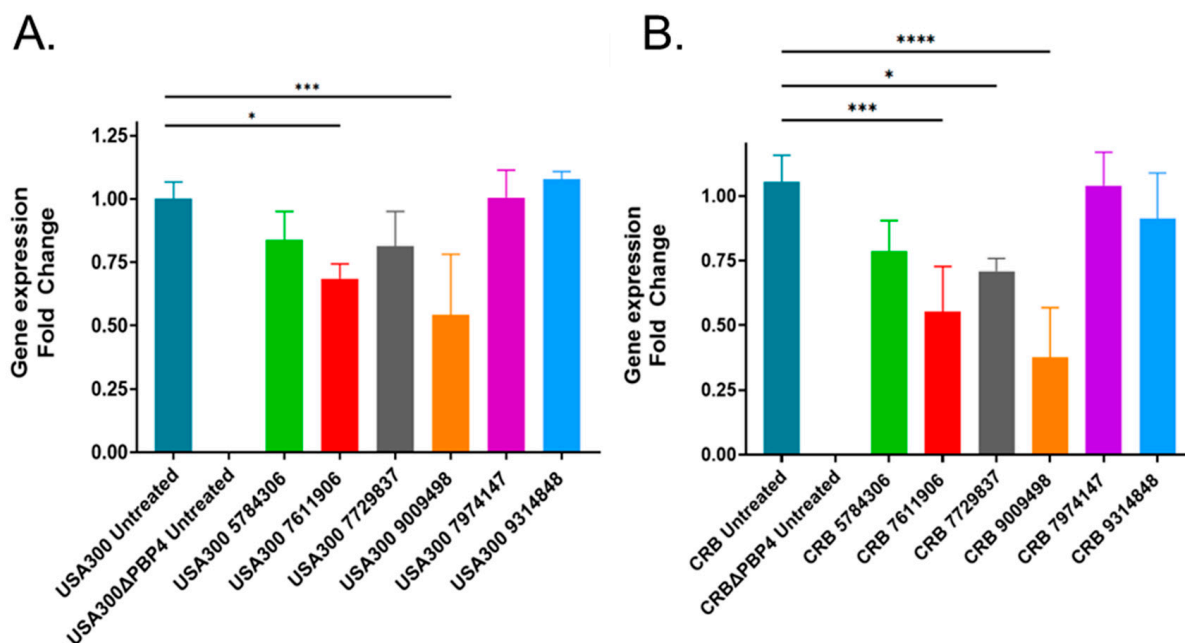 A.
***
*
Gene expression
Fold Change
1.25
1.00
0.75
0.50
0.25
0.00
USA300 Untreated
USA300ΔPBP4 Untreated
USA300 5784306
USA300 7611906
USA300 7729837
USA300 9009498
USA300 7974147
USA300 9314848
B.
****
*
***
Gene expression
Fold Change
1.00
0.75
0.50
0.25
0.00
CRB Untreated
CRBΔPBP4 Untreated
CRB 5784306
CRB 7611906
CRB 7729837
CRB 9009498
CRB 7974147
CRB 9314848